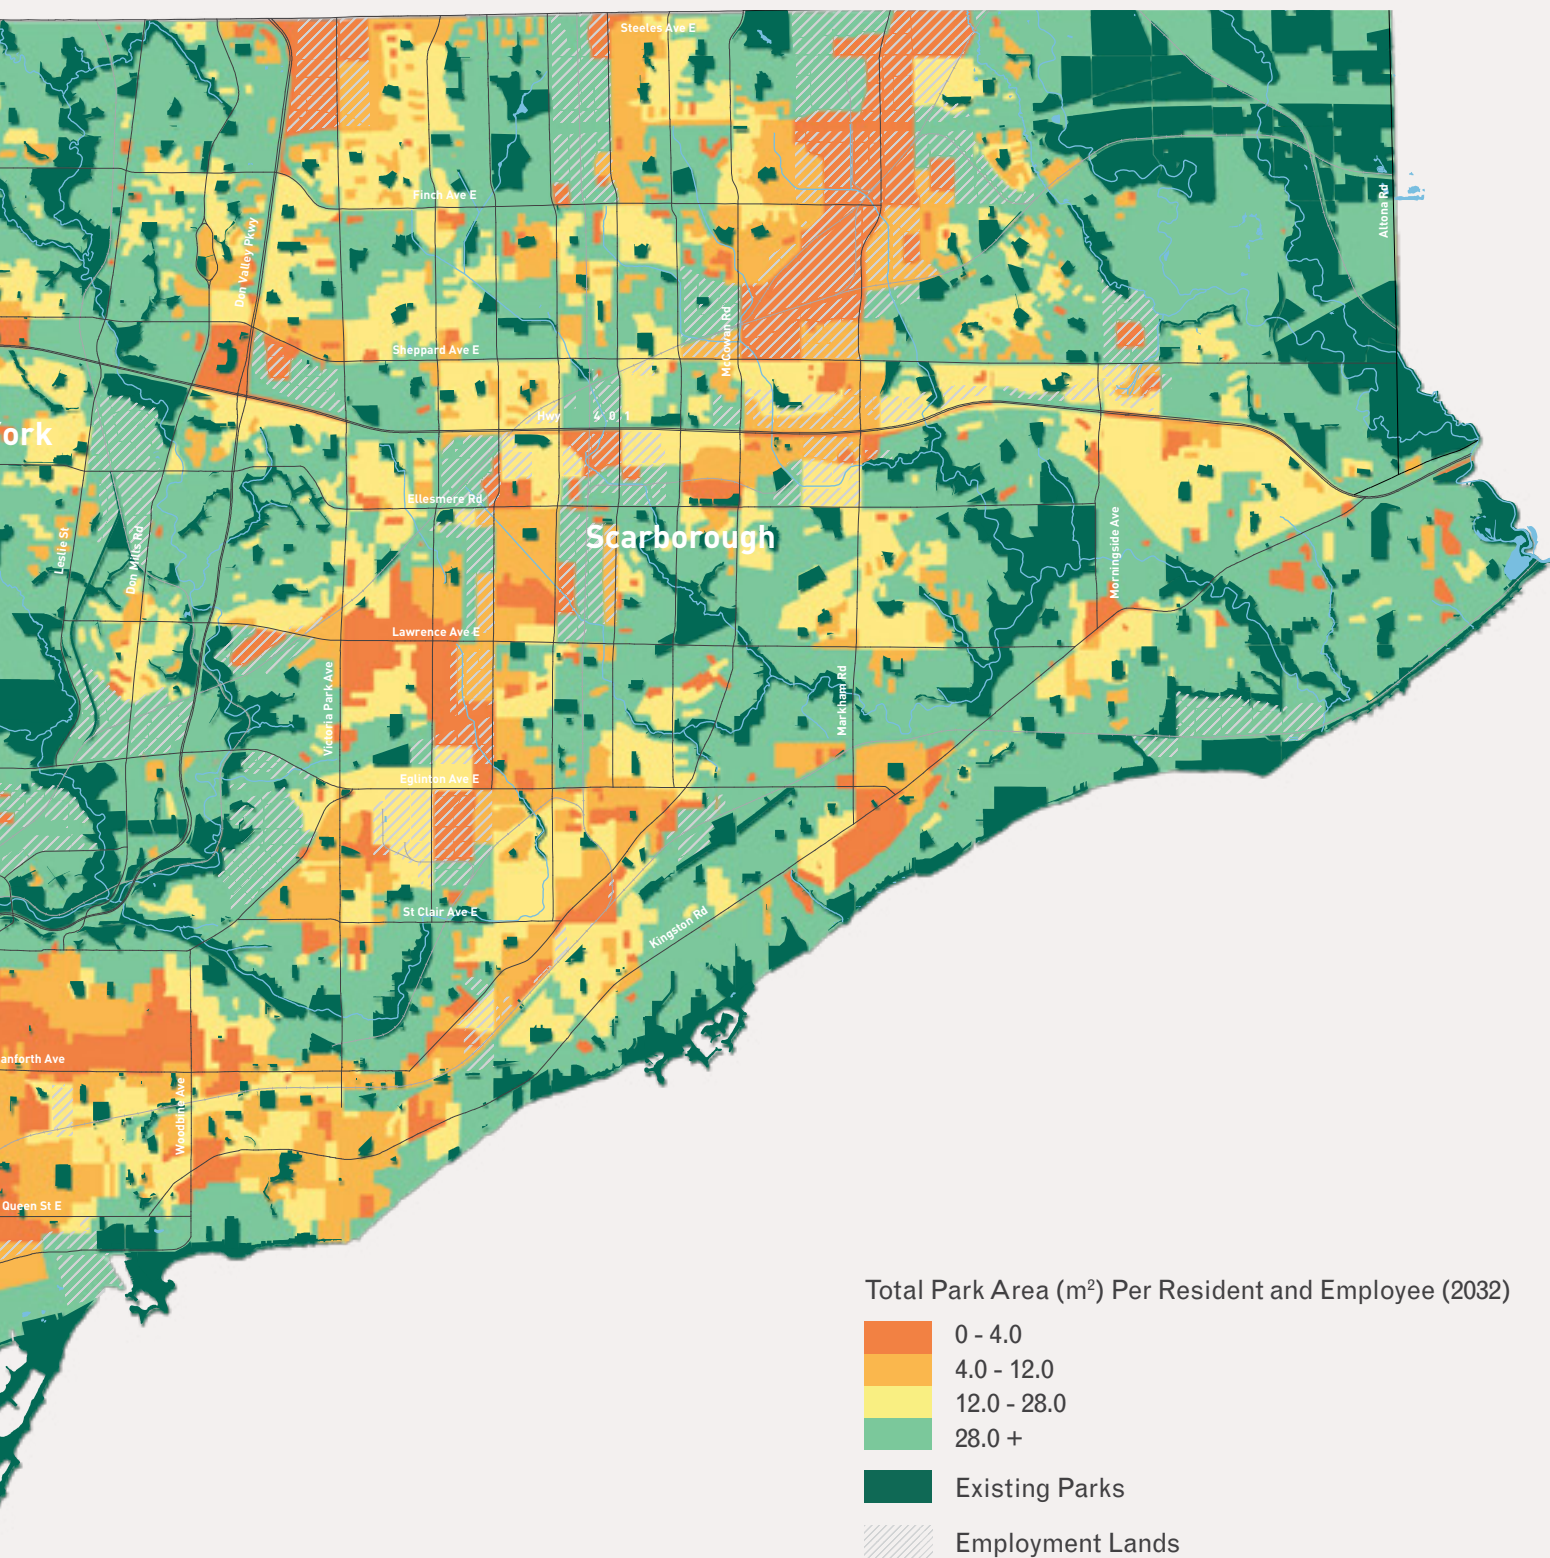 Steeles Ave E
Finch Ave E
Altona Rd
Don Valley Pkwy
McCowan Rd
Sheppard Ave E
Hwy 401
ork
Ellesmere Rd
Scarborough
Leslie St
Don Mills Rd
Morningside Ave
Lawrence Ave E
Victoria Park Ave
Markham Rd
Eglinton Ave E
St Clair Ave E
Kingston Rd
anforth Ave
Woodbine Ave
Queen St E
Total Park Area (m²) Per Resident and Employee (2032)
0 - 4.0
4.0 - 12.0
12.0 - 28.0
28.0 +
Existing Parks
Employment Lands